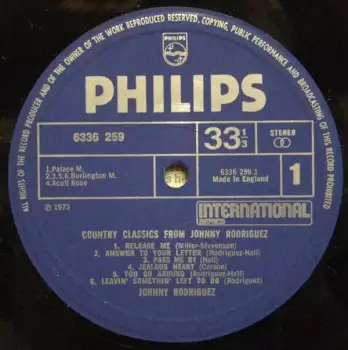 ALL RIGHTS OF THE RECORD PRODUCER AND OF THE OWNER OF THE WORK REPRODUCED RESERVED, COPYING, PUBLIC PERFORMANCE AND BROADCASTING OF THIS RECORD PROHIBITED
PHILIPS
PHILIPS
6336 259
33 1/3
STEREO
1.Palace M.
2,3,5,6.Burlington M.
4.Acuff Rose
6336 259.1
Made in England
1
℗ 1973
INTERNATIONAL
SERIES
COUNTRY CLASSICS FROM JOHNNY RODRIGUEZ
1. RELEASE ME (Miller-Stevenson)
2. ANSWER TO YOUR LETTER (Rodriguez-Hall)
3. PASS ME BY (Hall)
4. JEALOUS HEART (Carson)
5. YOU GO AROUND (Rodriguez-Hall)
6. LEAVIN' SOMETHIN' LEFT TO DO (Rodriguez)
JOHNNY RODRIGUEZ